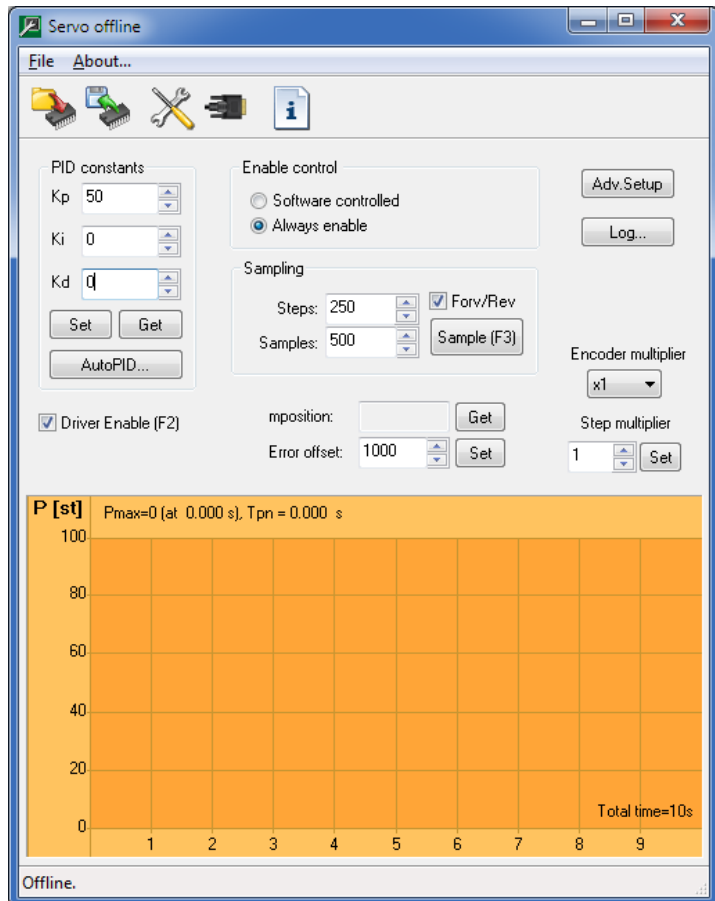 Servo offline
File About...
PID constants
Kp 50
Ki 0
Kd 0
Set Get
AutoPID...
Enable control
Software controlled
Always enable
Adv.Setup
Log...
Sampling
Steps: 250 Forv/Rev
Samples: 500 Sample (F3)
Encoder multiplier
x1
Driver Enable (F2)
mposition: Get
Error offset: 1000 Set
Step multiplier
1 Set
P [st] Pmax=0 (at 0.000 s), Tpn = 0.000 s
100
80
60
40
20
0
Total time=10s
1 2 3 4 5 6 7 8 9
Offline.